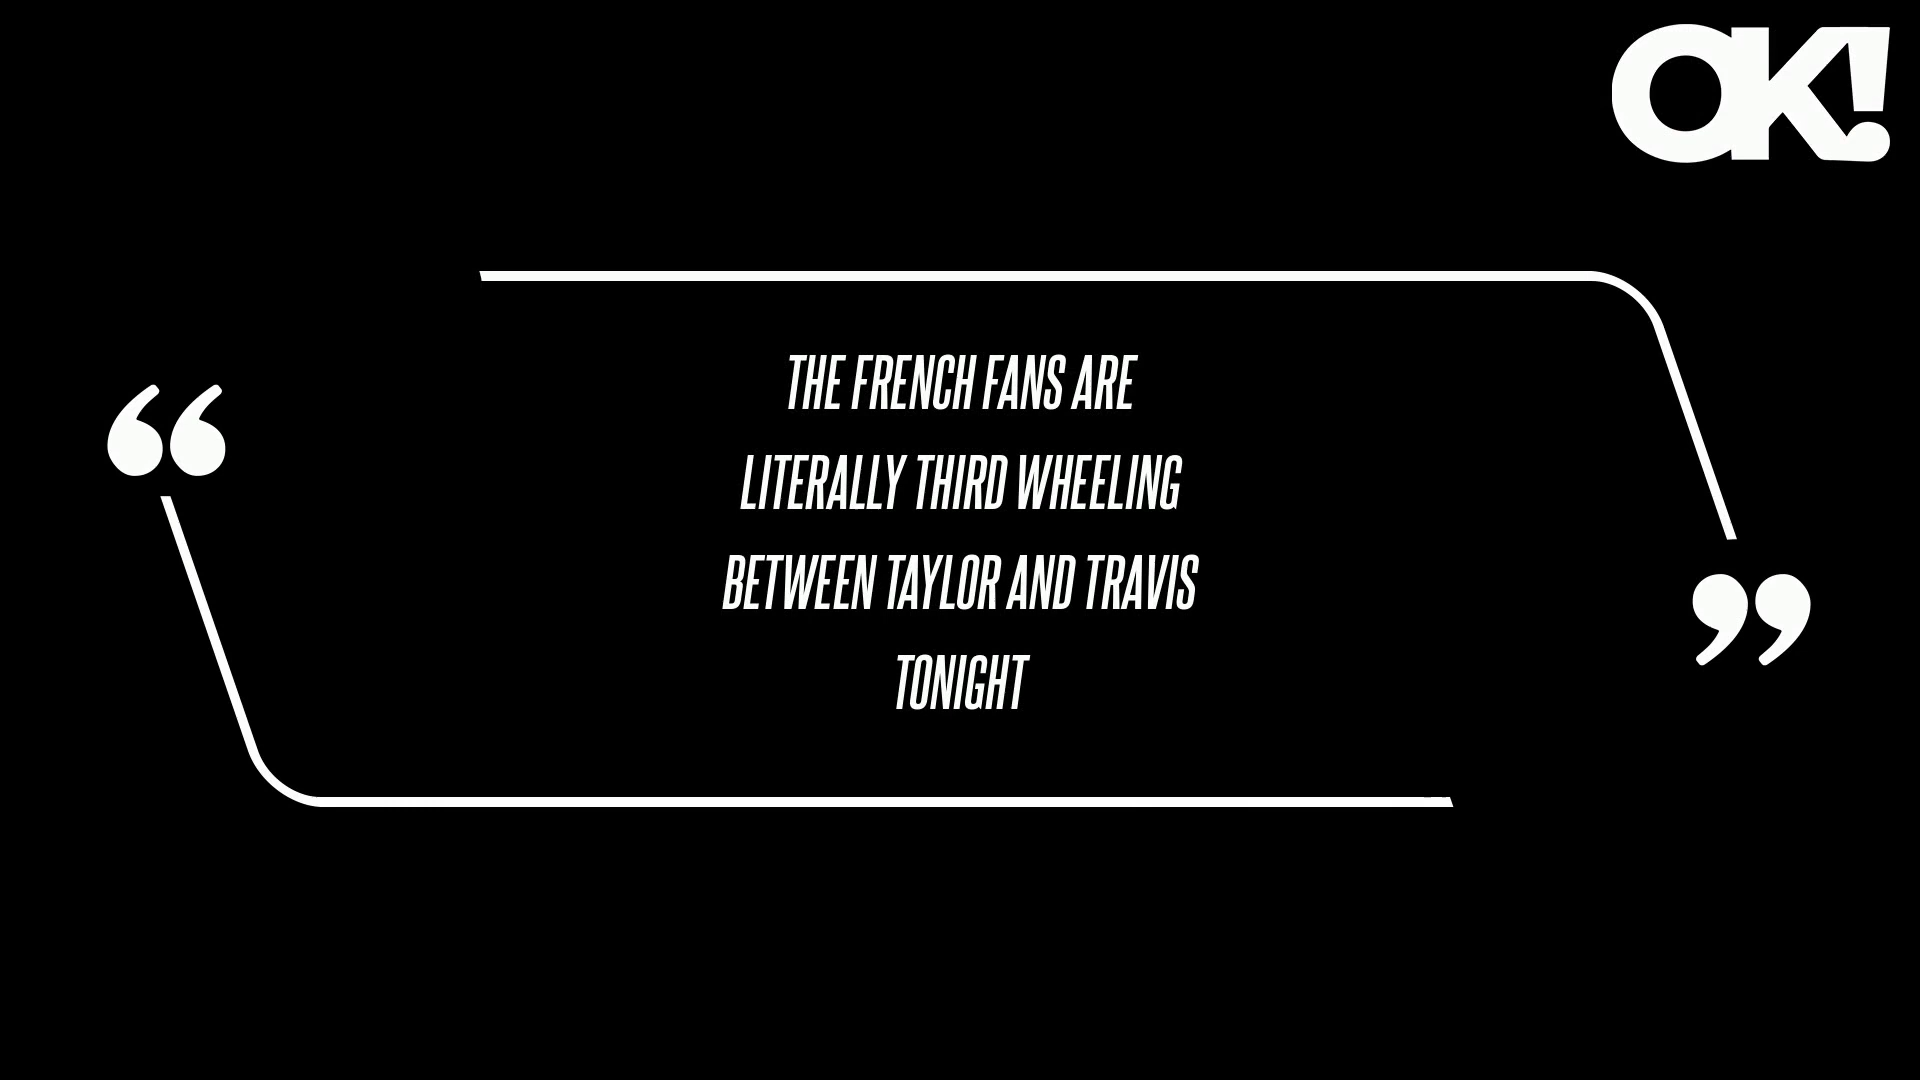 OK!
“
THE FRENCH FANS ARE
LITERALLY THIRD WHEELING
BETWEEN TAYLOR AND TRAVIS
TONIGHT
”